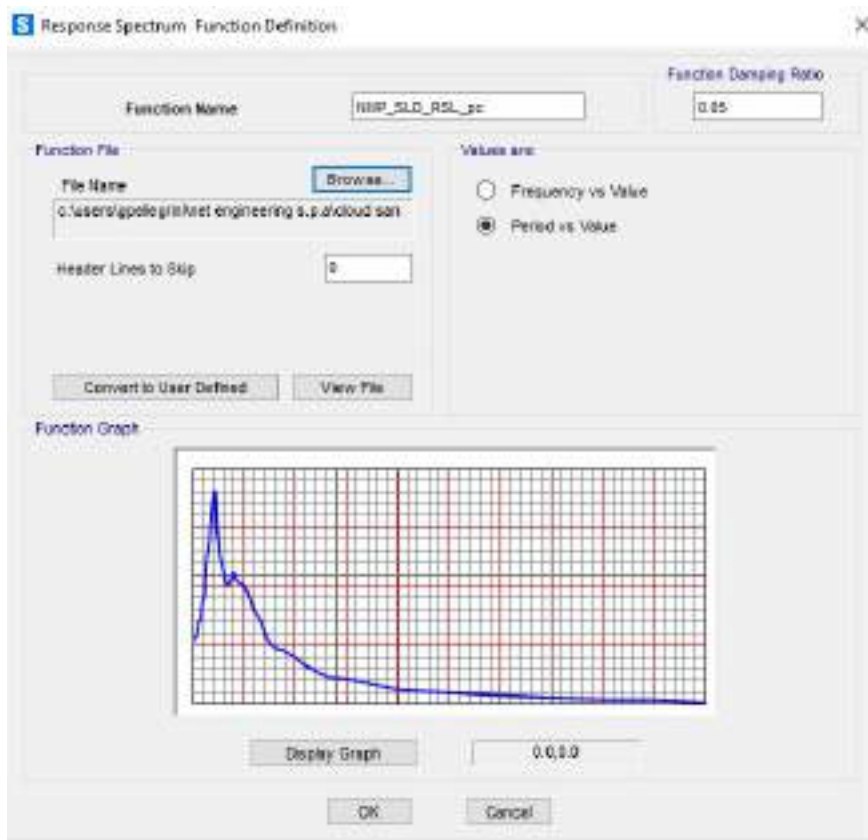 S Response Spectrum Function Definition
Function Damping Ratio
Function Name
0.05
Function File
Values are:
File Name
Browse...
Frequency vs Value
Period vs Value
Header Lines to Skip
0
Convert to User Defined
View File
Function Graph
Display Graph
0.0,0.0
OK
Cancel